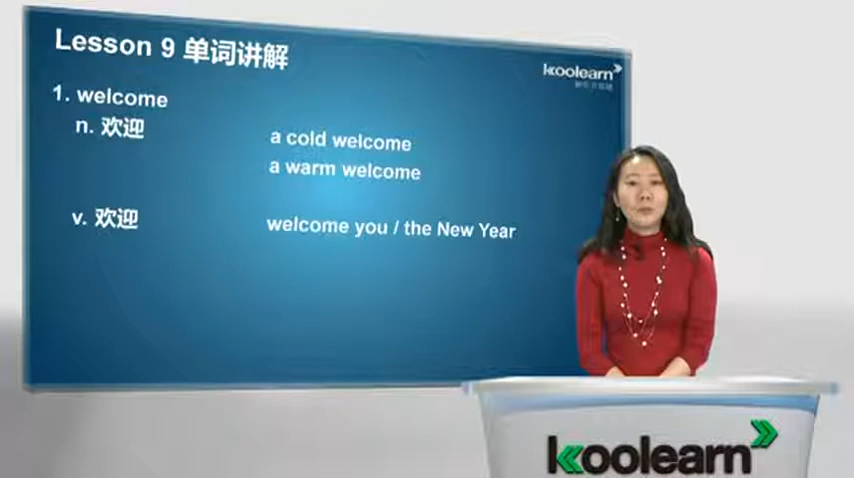 Lesson 9 单词讲解
koolearn
1. welcome
n. 欢迎
a cold welcome
a warm welcome
v. 欢迎
welcome you / the New Year
koolearn